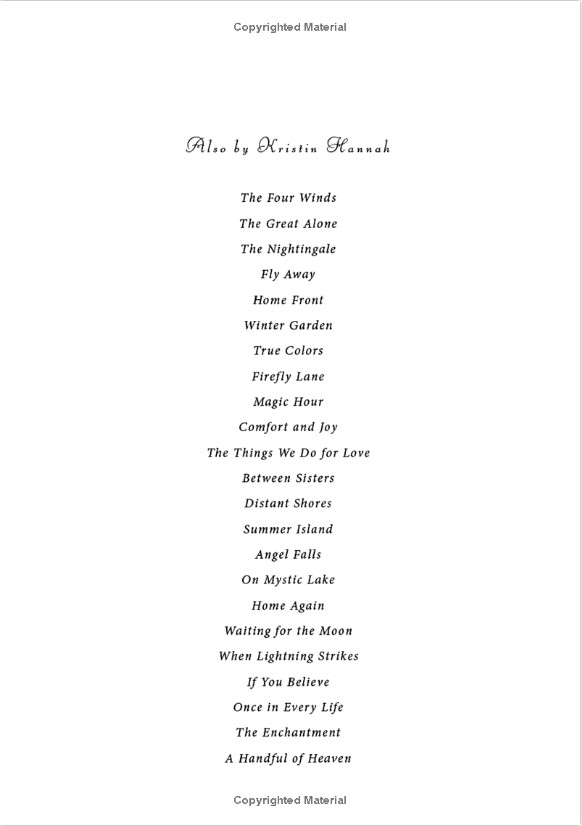 Copyrighted Material
Also by Kristin Hannah
The Four Winds
The Great Alone
The Nightingale
Fly Away
Home Front
Winter Garden
True Colors
Firefly Lane
Magic Hour
Comfort and Joy
The Things We Do for Love
Between Sisters
Distant Shores
Summer Island
Angel Falls
On Mystic Lake
Home Again
Waiting for the Moon
When Lightning Strikes
If You Believe
Once in Every Life
The Enchantment
A Handful of Heaven
Copyrighted Material